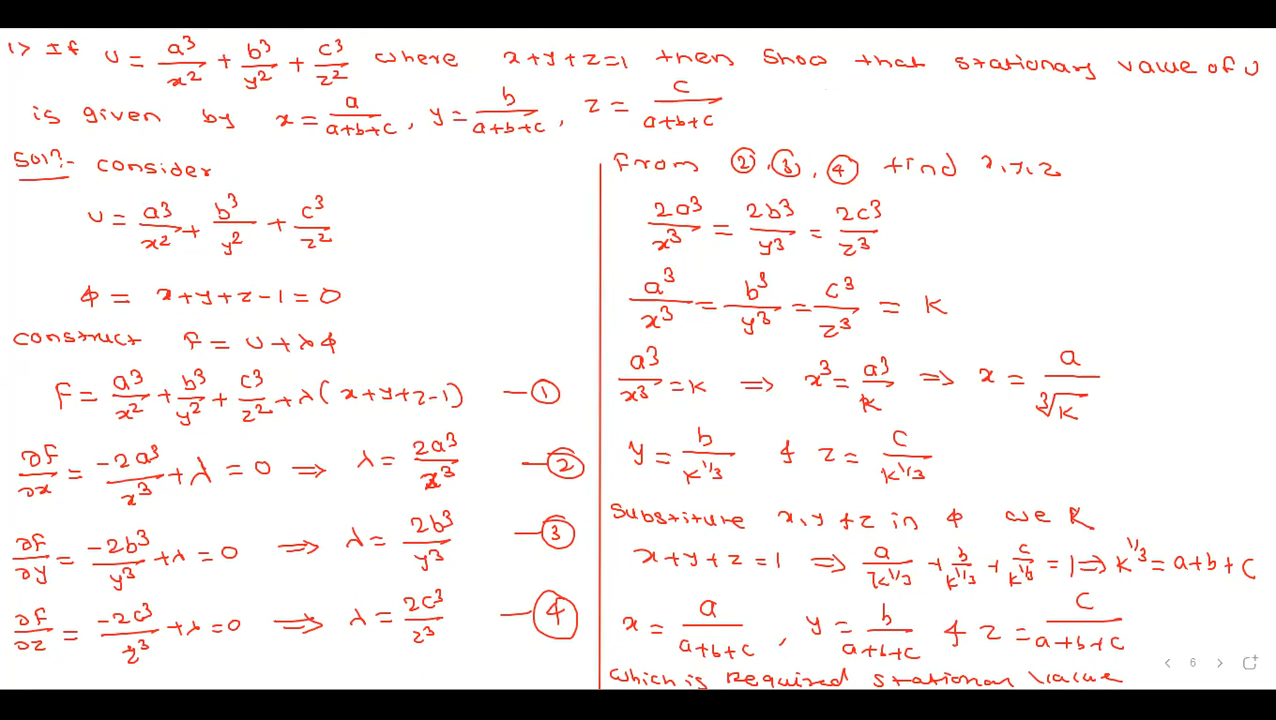 1) If u = a³/x² + b³/y² + c³/z² where x+y+z=1 then show that stationary value of u
is given by x = a/(a+b+c), y = b/(a+b+c), z = c/(a+b+c)
Sol?:- consider
u = a³/x² + b³/y² + c³/z²
φ = x+y+z-1=0
construct F = u+λφ
F = a³/x² + b³/y² + c³/z² + λ(x+y+z-1) —①
∂F/∂x = -2a³/x³ + λ = 0 ⇒ λ = 2a³/x³ —②
∂F/∂y = -2b³/y³ + λ = 0 ⇒ λ = 2b³/y³ —③
∂F/∂z = -2c³/z³ + λ = 0 ⇒ λ = 2c³/z³ —④
From ②, ③, ④ find x,y,z
2a³/x³ = 2b³/y³ = 2c³/z³
a³/x³ = b³/y³ = c³/z³ = k
a³/x³ = k ⇒ x³ = a³/k ⇒ x = a/∛k
y = b/k^1/3 & z = c/k^1/3
Substiture x,y & z in φ we k
x+y+z=1 ⇒ a/k^1/3 + b/k^1/3 + c/k^1/3 = 1 ⇒ k^1/3 = a+b+c
x = a/(a+b+c), y = b/(a+b+c) & z = c/(a+b+c)
which is required stational value
< 6 >